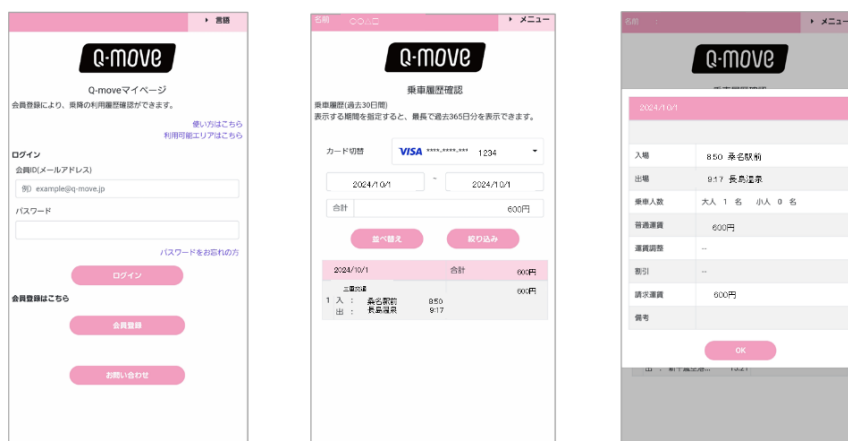 言語
Q-move
Q-moveマイページ
会員登録により、乗降の利用履歴確認ができます。
使い方はこちら
利用可能エリアはこちら
ログイン
会員ID(メールアドレス)
例) example@q-move.jp
パスワード
パスワードをお忘れの方
ログイン
会員登録はこちら
会員登録
お問い合わせ
名前 ○○△□
メニュー
Q-move
乗車履歴確認
乗車履歴(過去30日間)
表示する期間を指定すると、最長で過去365日分を表示できます。
カード切替 VISA ****-****-*** 1234
2024/10/1 ~ 2024/10/1
合計 600円
並べ替え 絞り込み
2024/10/1 合計 600円
三重交通 600円
1 入 : 桑名駅前 8:50
出 : 長島温泉 9:17
名前 :
メニュー
Q-move
2024/10/1
入場 8:50 桑名駅前
出場 9:17 長島温泉
乗車人数 大人 1 名 小人 0 名
普通運賃 600円
運賃調整 --
割引 --
請求運賃 600円
備考
OK